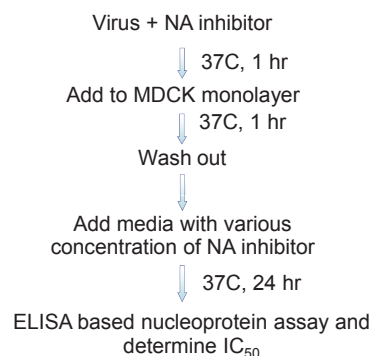 Virus + NA inhibitor
37C, 1 hr
Add to MDCK monolayer
37C, 1 hr
Wash out
Add media with various
concentration of NA inhibitor
37C, 24 hr
ELISA based nucleoprotein assay and
determine IC50